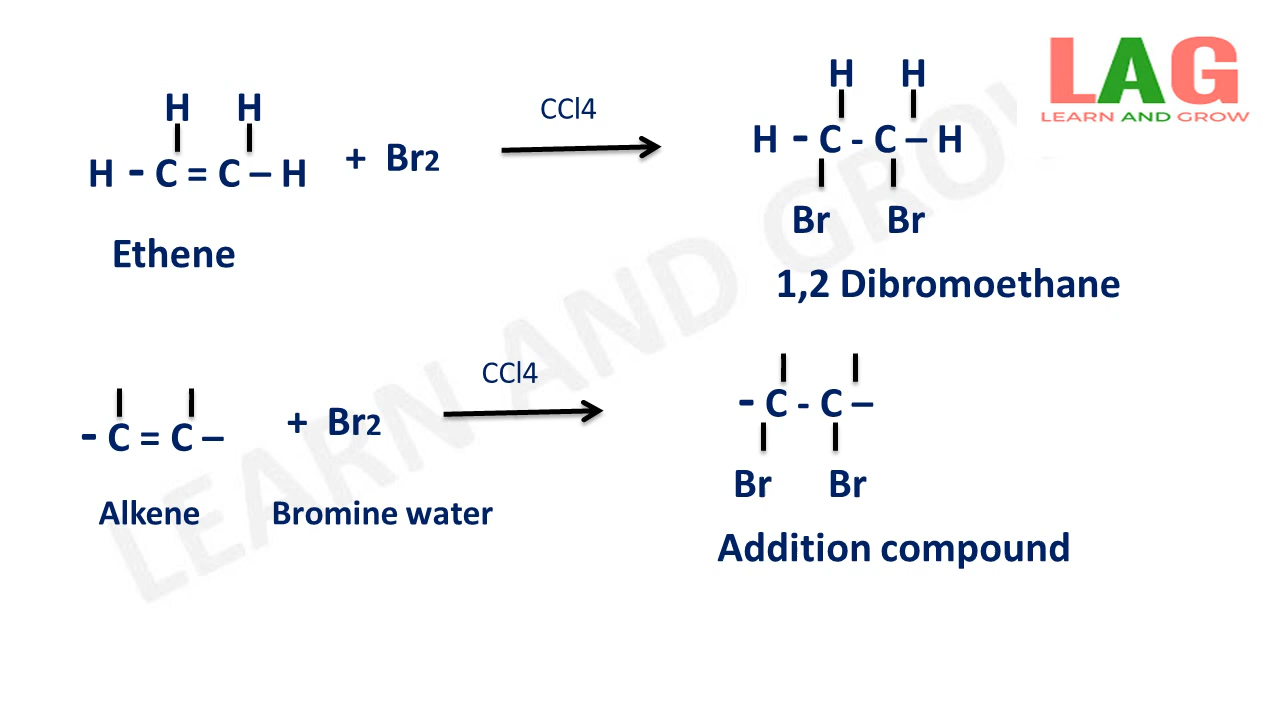 H H
H - C = C – H
+ Br2
CCl4
H H
H - C - C – H
Br Br
Ethene
1,2 Dibromoethane
- C = C –
+ Br2
CCl4
- C - C –
Br Br
Alkene
Bromine water
Addition compound
LAG
LEARN AND GROW
LEARN AND GROW